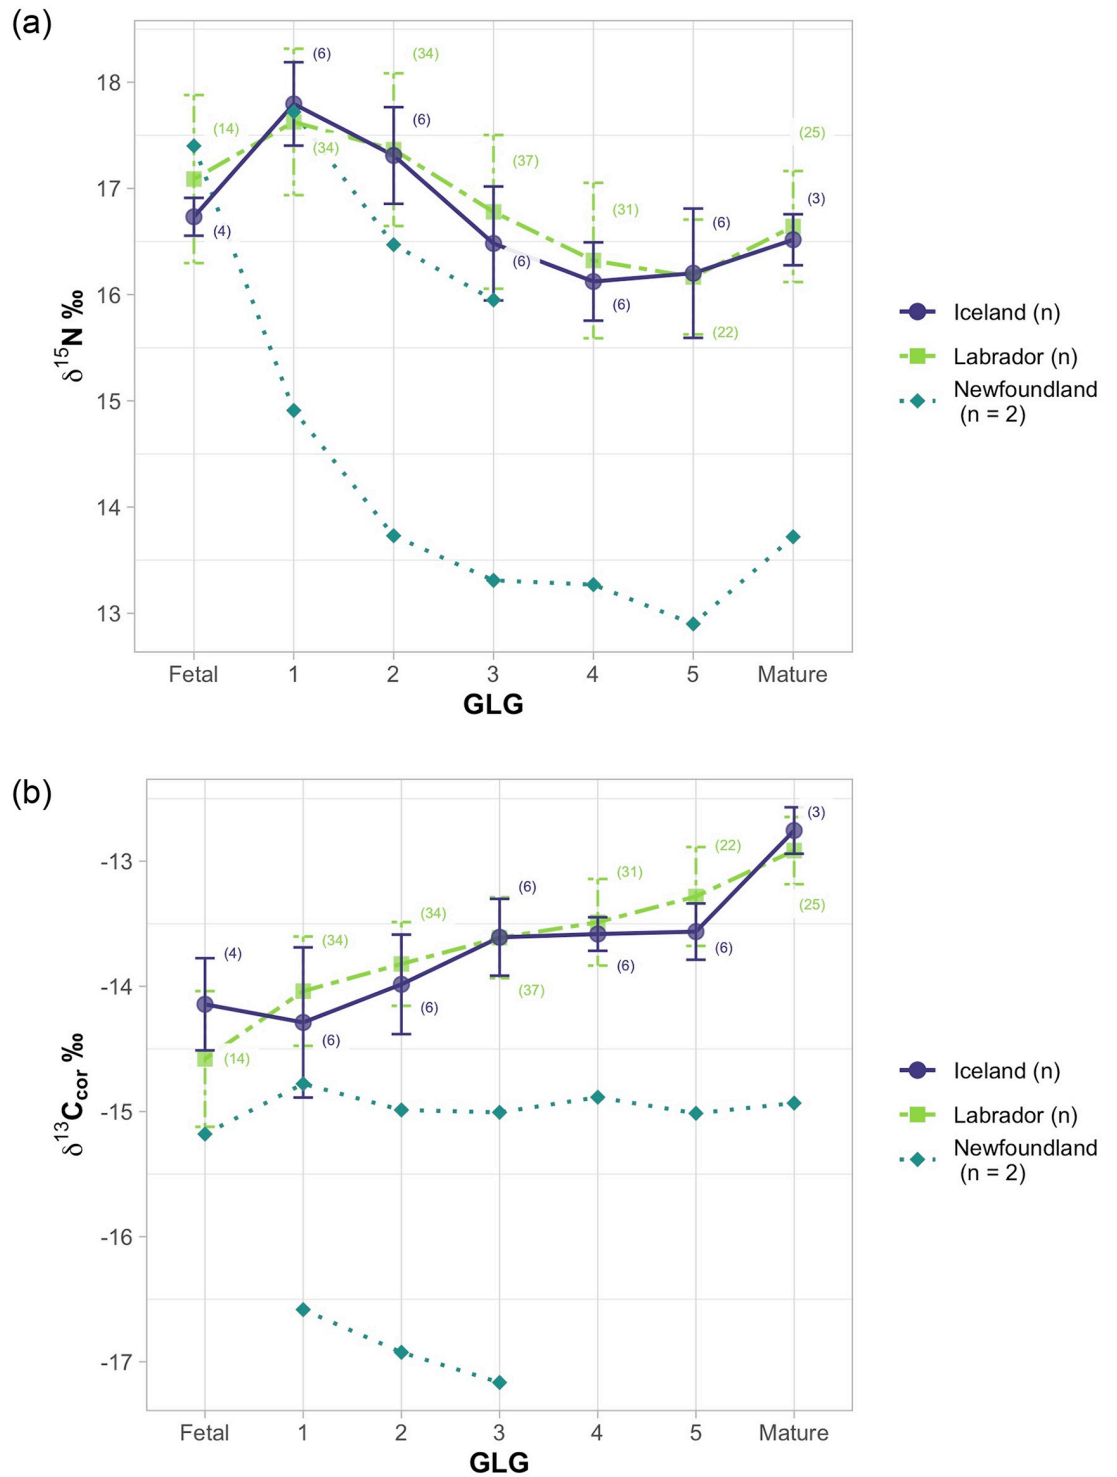 (a)
δ¹⁵N ‰
18
17
16
15
14
13
(14)
(4)
(6)
(34)
(34)
(6)
(37)
(6)
(31)
(6)
(6)
(22)
(25)
(3)
Fetal 1 2 3 4 5 Mature
GLG
Iceland (n)
Labrador (n)
Newfoundland
(n = 2)
(b)
δ¹³Ccor ‰
-13
-14
-15
-16
-17
(4)
(14)
(34)
(6)
(34)
(6)
(6)
(37)
(31)
(6)
(22)
(6)
(3)
(25)
Fetal 1 2 3 4 5 Mature
GLG
Iceland (n)
Labrador (n)
Newfoundland
(n = 2)